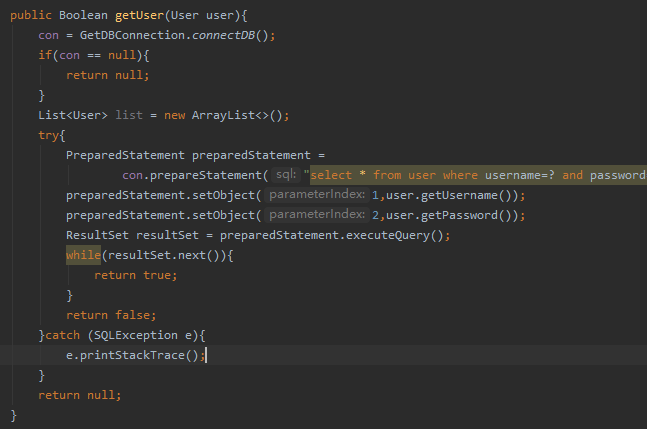 public Boolean getUser(User user){
    con = GetDBConnection.connectDB();
    if(con == null){
        return null;
    }
    List<User> list = new ArrayList<>();
    try{
        PreparedStatement preparedStatement =
                con.prepareStatement( sql: "select * from user where username=? and password
        preparedStatement.setObject( parameterIndex: 1,user.getUsername());
        preparedStatement.setObject( parameterIndex: 2,user.getPassword());
        ResultSet resultSet = preparedStatement.executeQuery();
        while(resultSet.next()){
            return true;
        }
        return false;
    }catch (SQLException e){
        e.printStackTrace();
    }
    return null;
}